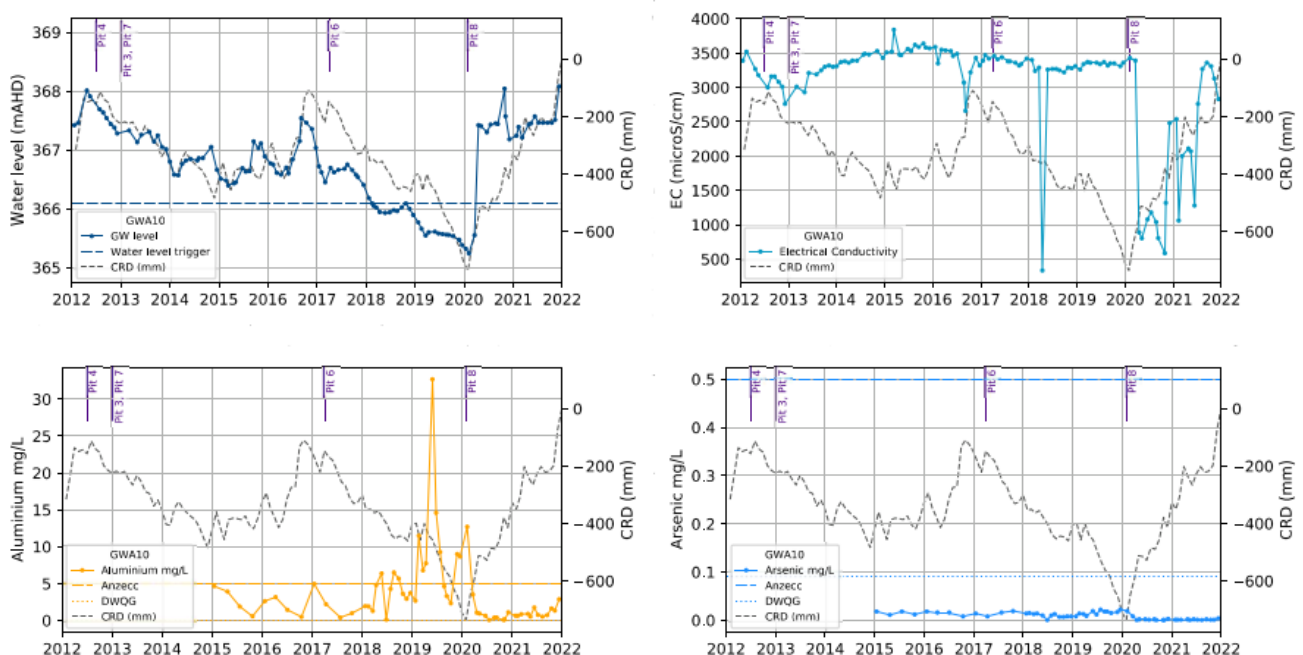 369
368
367
366
365
Water level (mAHD)
Pit 4
Pit 3, Pit 7
Pit 6
Pit 8
0
−200
−400
−600
CRD (mm)
GWA10
GW level
Water level trigger
CRD (mm)
2012 2013 2014 2015 2016 2017 2018 2019 2020 2021 2022
4000
3500
3000
2500
2000
1500
1000
500
EC (microS/cm)
Pit 4
Pit 3, Pit 7
Pit 6
Pit 8
0
−200
−400
−600
CRD (mm)
GWA10
Electrical Conductivity
CRD (mm)
2012 2013 2014 2015 2016 2017 2018 2019 2020 2021 2022
30
25
20
15
10
5
0
Aluminium mg/L
Pit 4
Pit 3, Pit 7
Pit 6
Pit 8
0
−200
−400
−600
CRD (mm)
GWA10
Aluminium mg/L
Anzecc
DWQG
CRD (mm)
2012 2013 2014 2015 2016 2017 2018 2019 2020 2021 2022
0.5
0.4
0.3
0.2
0.1
0.0
Arsenic mg/L
Pit 4
Pit 3, Pit 7
Pit 6
Pit 8
0
−200
−400
−600
CRD (mm)
GWA10
Arsenic mg/L
Anzecc
DWQG
CRD (mm)
2012 2013 2014 2015 2016 2017 2018 2019 2020 2021 2022